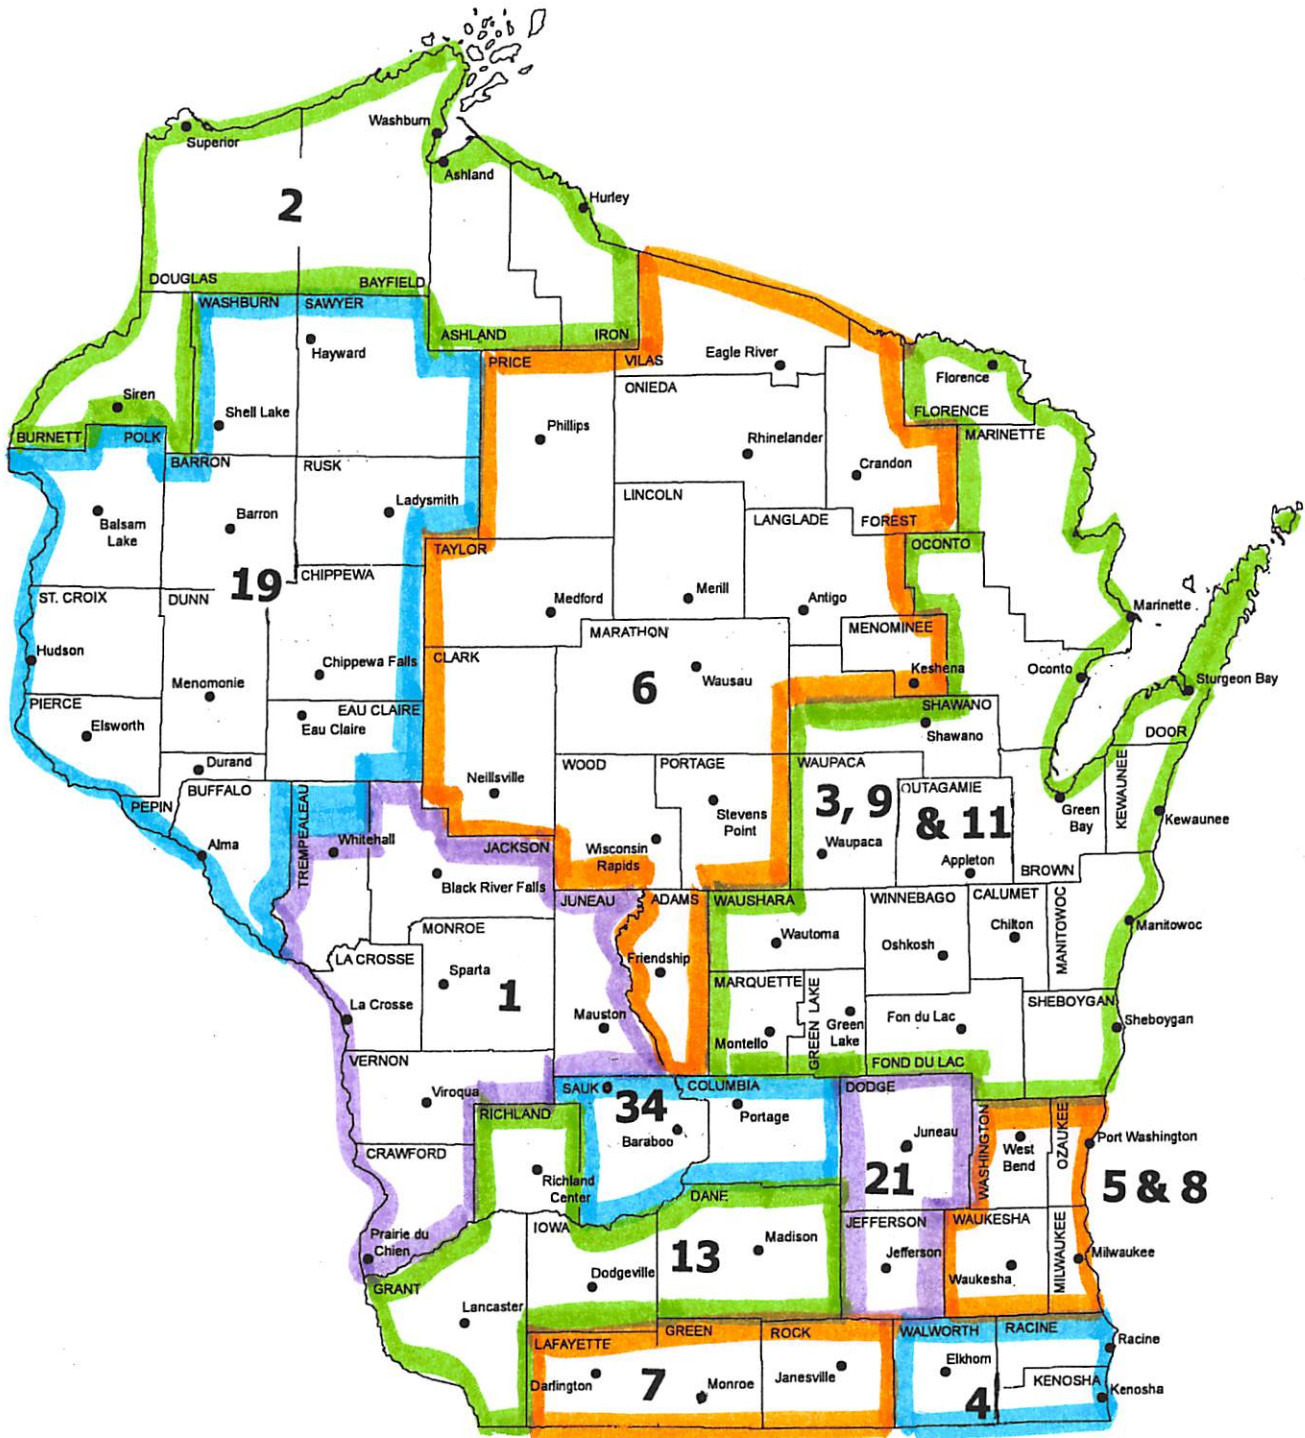 Washburn
Superior
Ashland
Hurley
2
DOUGLAS
BAYFIELD
WASHBURN
SAWYER
ASHLAND
IRON
Hayward
PRICE
VILAS
Eagle River
ONIEDA
Florence
FLORENCE
Siren
Shell Lake
BURNETT
POLK
BARRON
RUSK
Phillips
Rhinelander
MARINETTE
Crandon
Balsam
Lake
Barron
Ladysmith
LINCOLN
LANGLADE
FOREST
TAYLOR
OCONTO
19
CHIPPEWA
ST. CROIX
DUNN
Medford
Merill
Antigo
Marinette
MARATHON
MENOMINEE
Hudson
Menomonie
Chippewa Falls
CLARK
6
Wausau
Keshena
Oconto
Sturgeon Bay
PIERCE
Elsworth
EAU CLAIRE
Eau Claire
SHAWANO
Shawano
DOOR
Durand
WOOD
PORTAGE
WAUPACA
PEPIN
BUFFALO
TREMPEALEAU
Neillsville
Stevens
Point
3, 9
OUTAGAMIE
& 11
Green
Bay
KEWAUNEE
Kewaunee
Alma
Whitehall
JACKSON
Wisconsin
Rapids
Waupaca
Appleton
BROWN
Black River Falls
JUNEAU
ADAMS
WAUSHARA
WINNEBAGO
CALUMET
MANITOWOC
Manitowoc
MONROE
LA CROSSE
Wautoma
Oshkosh
Chilton
Sparta
1
Friendship
MARQUETTE
GREEN LAKE
SHEBOYGAN
La Crosse
Mauston
Montello
Green
Lake
Fon du Lac
Sheboygan
VERNON
FOND DU LAC
Viroqua
SAUK
34
COLUMBIA
DODGE
RICHLAND
Baraboo
Portage
Juneau
WASHINGTON
OZAUKEE
West
Bend
Port Washington
CRAWFORD
Richland
Center
21
5 & 8
DANE
IOWA
JEFFERSON
WAUKESHA
MILWAUKEE
Prairie du
Chien
13
Madison
Jefferson
Waukesha
Milwaukee
GRANT
Dodgeville
Lancaster
LAFAYETTE
GREEN
ROCK
WALWORTH
RACINE
Racine
Darlington
7
Monroe
Janesville
Elkhorn
4
KENOSHA
Kenosha